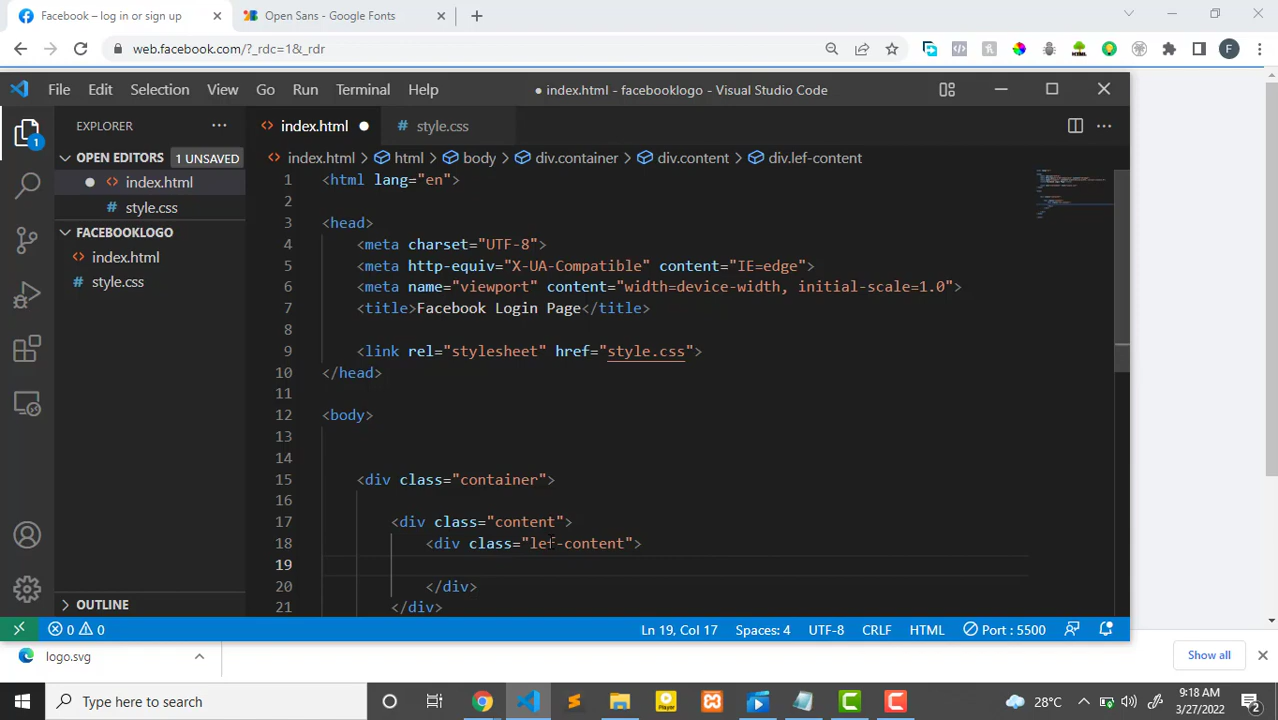 Facebook – log in or sign up
Open Sans - Google Fonts
web.facebook.com/?_rdc=1&_rdr
F
File Edit Selection View Go Run Terminal Help
● index.html - facebooklogo - Visual Studio Code
1
EXPLORER
index.html
style.css
index.html > html > body > div.container > div.content > div.lef-content
OPEN EDITORS 1 UNSAVED
index.html
style.css
FACEBOOKLOGO
index.html
style.css
OUTLINE
1 <html lang="en">
2
3 <head>
4 <meta charset="UTF-8">
5 <meta http-equiv="X-UA-Compatible" content="IE=edge">
6 <meta name="viewport" content="width=device-width, initial-scale=1.0">
7 <title>Facebook Login Page</title>
8
9 <link rel="stylesheet" href="style.css">
10 </head>
11
12 <body>
13
14
15 <div class="container">
16
17 <div class="content">
18 <div class="lef-content">
19
20 </div>
21 </div>
0 0 Ln 19, Col 17 Spaces: 4 UTF-8 CRLF HTML Port : 5500
logo.svg
Show all
Type here to search
28°C
9:18 AM
3/27/2022
2